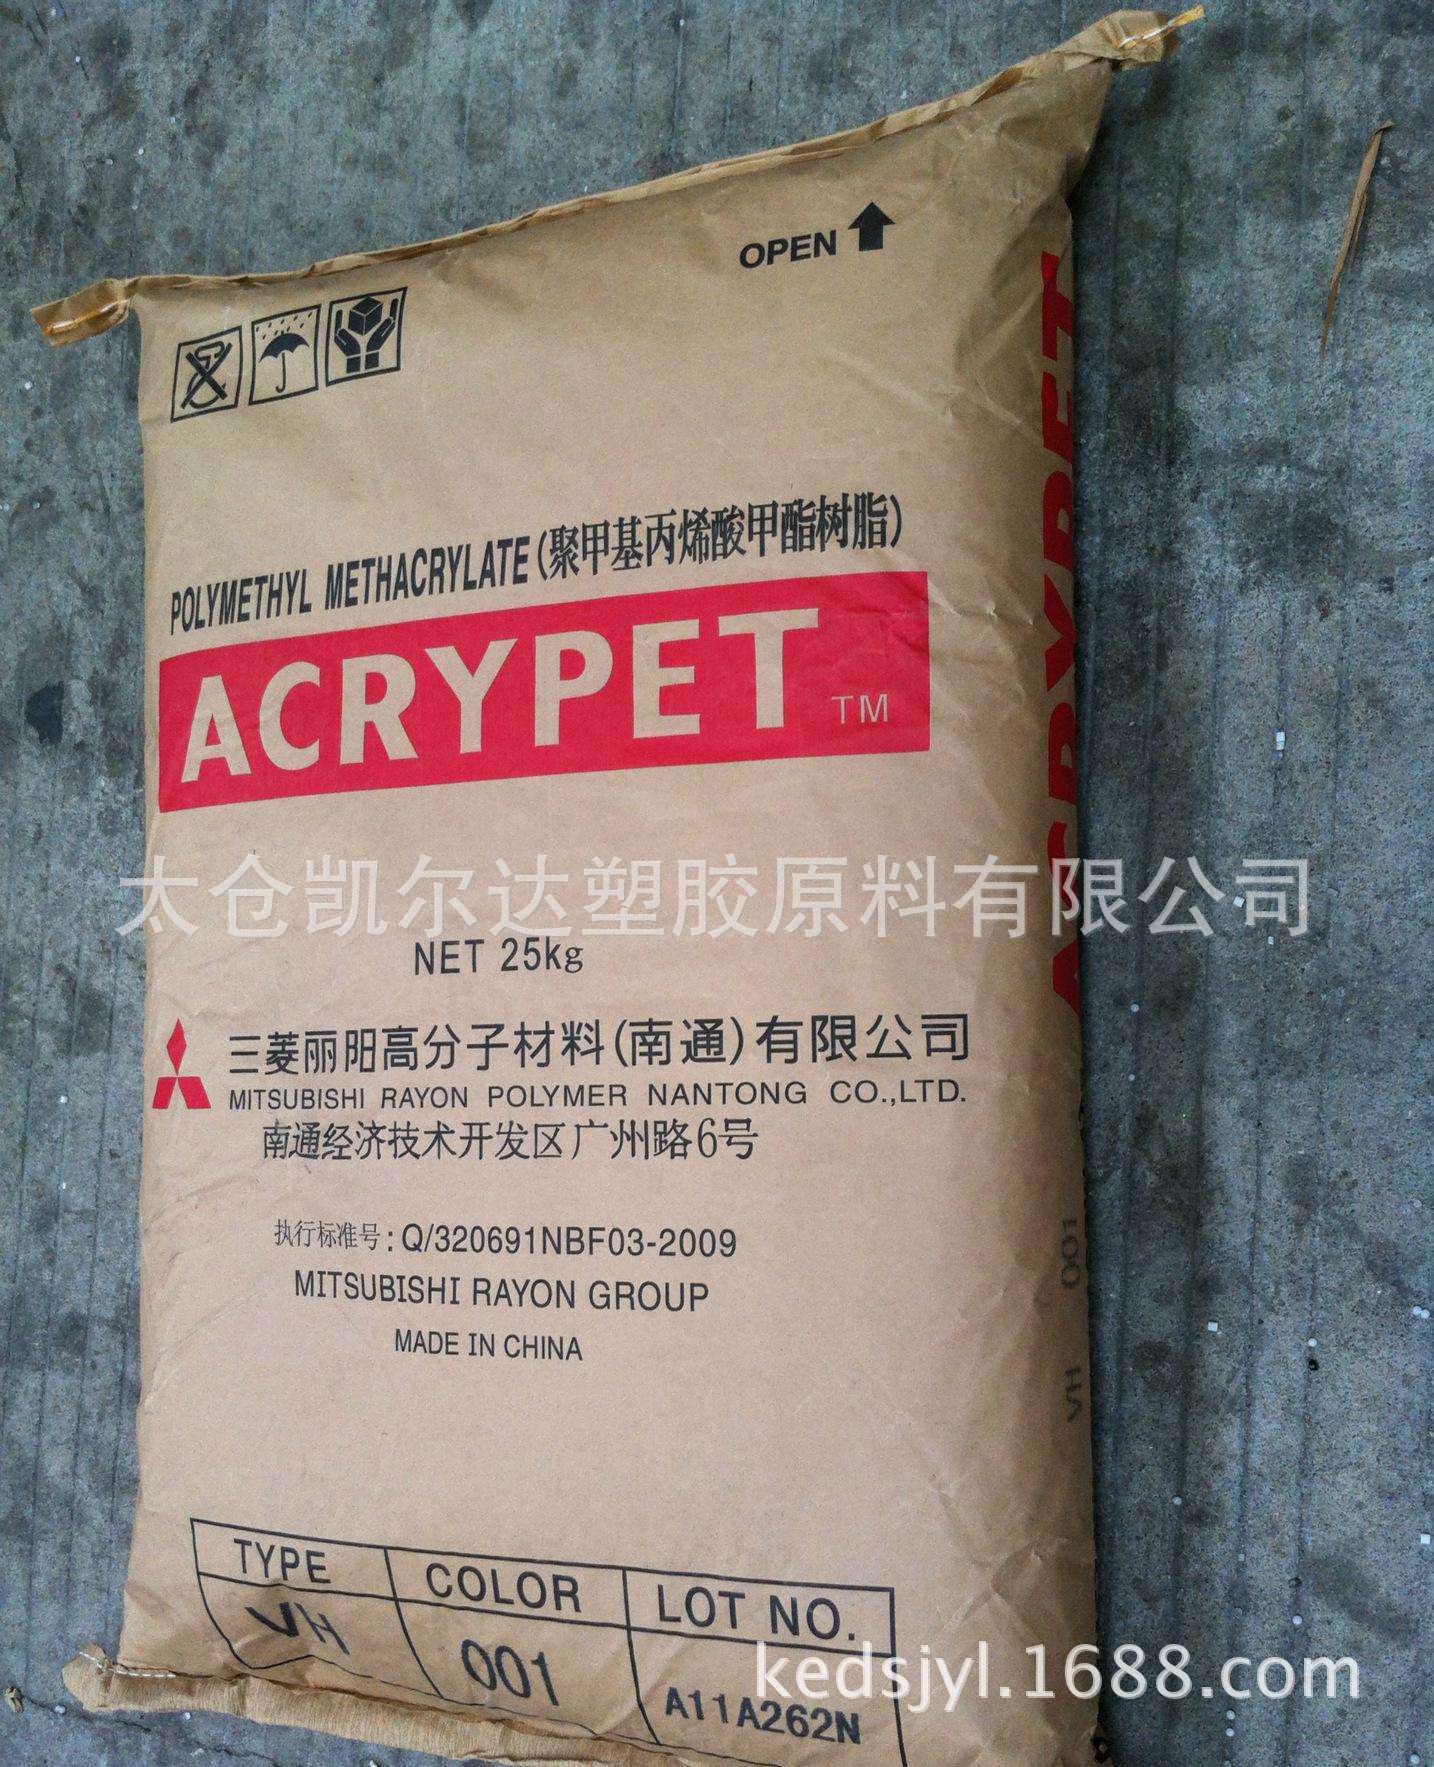 OPEN
POLYMETHYL METHACRYLATE(聚甲基丙烯酸甲酯树脂)
ACRYPET TM
ACRYPET
太仓凯尔达塑胶原料有限公司
NET 25kg
三菱丽阳高分子材料(南通)有限公司
MITSUBISHI RAYON POLYMER NANTONG CO.,LTD.
南通经济技术开发区广州路6号
执行标准号:Q/320691NBF03-2009
MITSUBISHI RAYON GROUP
MADE IN CHINA
VH 001
TYPE COLOR LOT NO.
VH 001 A11A262N
kedsjyl.1688.com